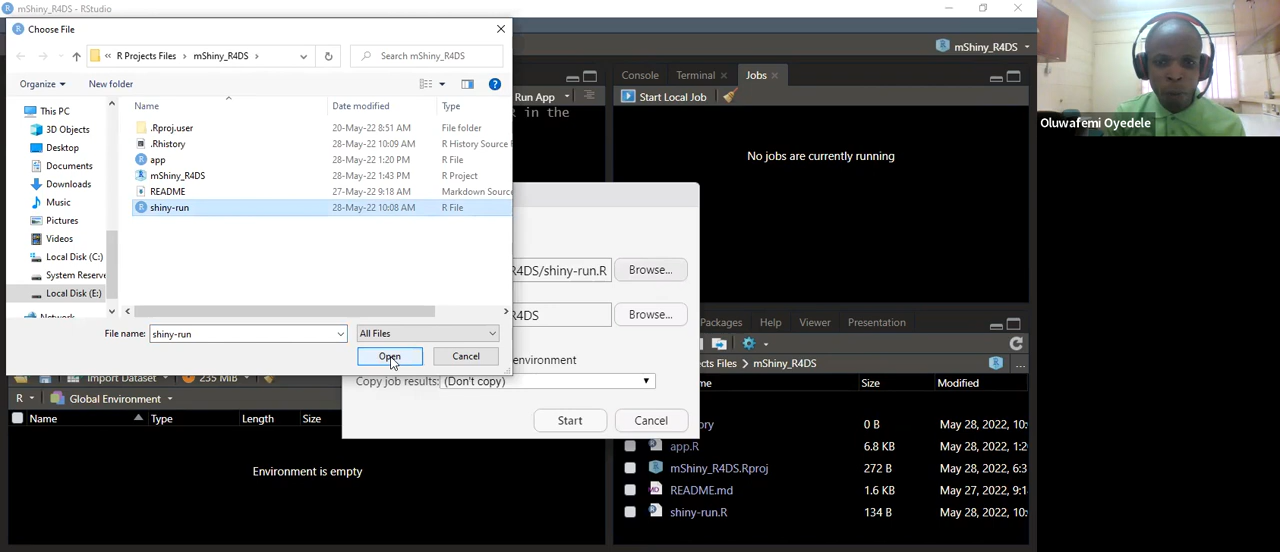 mShiny_R4DS - RStudio
Choose File
R Projects Files
mShiny_R4DS
Search mShiny_R4DS
Organize
New folder
Name
Date modified
Type
This PC
3D Objects
Desktop
Documents
Downloads
Music
Pictures
Videos
Local Disk (C:)
System Reserve
Local Disk (E:)
Network
.Rproj.user
20-May-22 8:51 AM
File folder
.Rhistory
28-May-22 10:09 AM
R History Source
app
28-May-22 1:20 PM
R File
mShiny_R4DS
28-May-22 1:43 PM
R Project
README
27-May-22 9:18 AM
Markdown Sourc
shiny-run
28-May-22 10:08 AM
R File
File name:
shiny-run
All Files
Open
Cancel
Run App
R in the
R4DS/shiny-run.R
Browse...
R4DS
Browse...
environment
Copy job results:
(Don't copy)
Start
Cancel
mShiny_R4DS
Console
Terminal
Jobs
Start Local Job
No jobs are currently running
Import Dataset
235 MiB
R
Global Environment
Name
Type
Length
Size
Environment is empty
Packages
Help
Viewer
Presentation
ects Files
mShiny_R4DS
me
Size
Modified
ory
0 B
May 28, 2022, 10:
app.R
6.8 KB
May 28, 2022, 1:2
mShiny_R4DS.Rproj
272 B
May 28, 2022, 6:3
README.md
1.6 KB
May 27, 2022, 9:1
shiny-run.R
134 B
May 28, 2022, 10:
Oluwafemi Oyedele